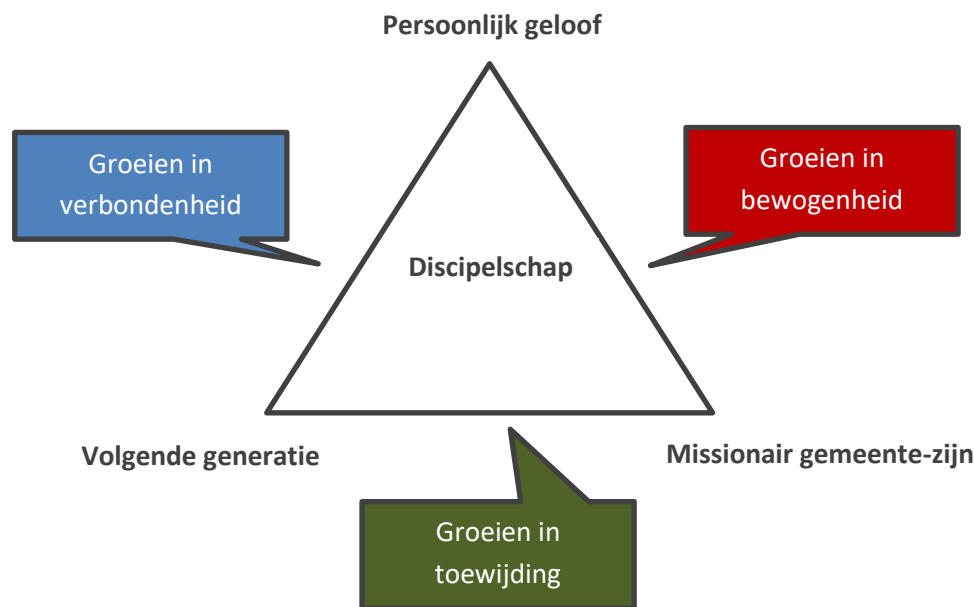 Persoonlijk geloof
Groeien in
verbondenheid
Groeien in
bewogenheid
Discipelschap
Volgende generatie
Missionair gemeente-zijn
Groeien in
toewijding